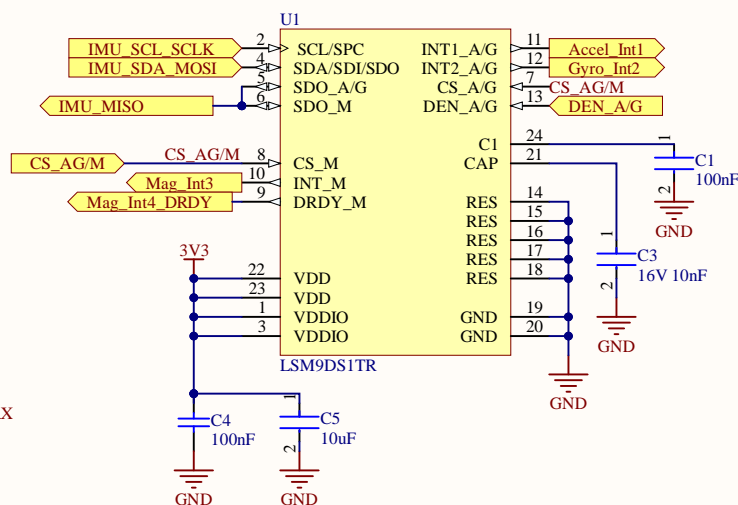 U1
IMU_SCL_SCLK 2 SCL/SPC INT1_A/G 11 Accel_Int1
IMU_SDA_MOSI 4 SDA/SDI/SDO INT2_A/G 12 Gyro_Int2
5 SDO_A/G CS_A/G 7 CS_AG/M
IMU_MISO 6 SDO_M DEN_A/G 13 DEN_A/G
C1 24 1 C1
CS_AG/M CS_AG/M 8 CS_M CAP 21 2 100nF
Mag_Int3 10 INT_M GND
Mag_Int4_DRDY 9 DRDY_M RES 14
RES 15
RES 16
RES 17
RES 18
1 C3
2 16V 10nF
GND
3V3
22 VDD
23 VDD
1 VDDIO GND 19
3 VDDIO GND 20
LSM9DS1TR
GND
X
C4 1 C5
100nF 2 10uF
GND GND